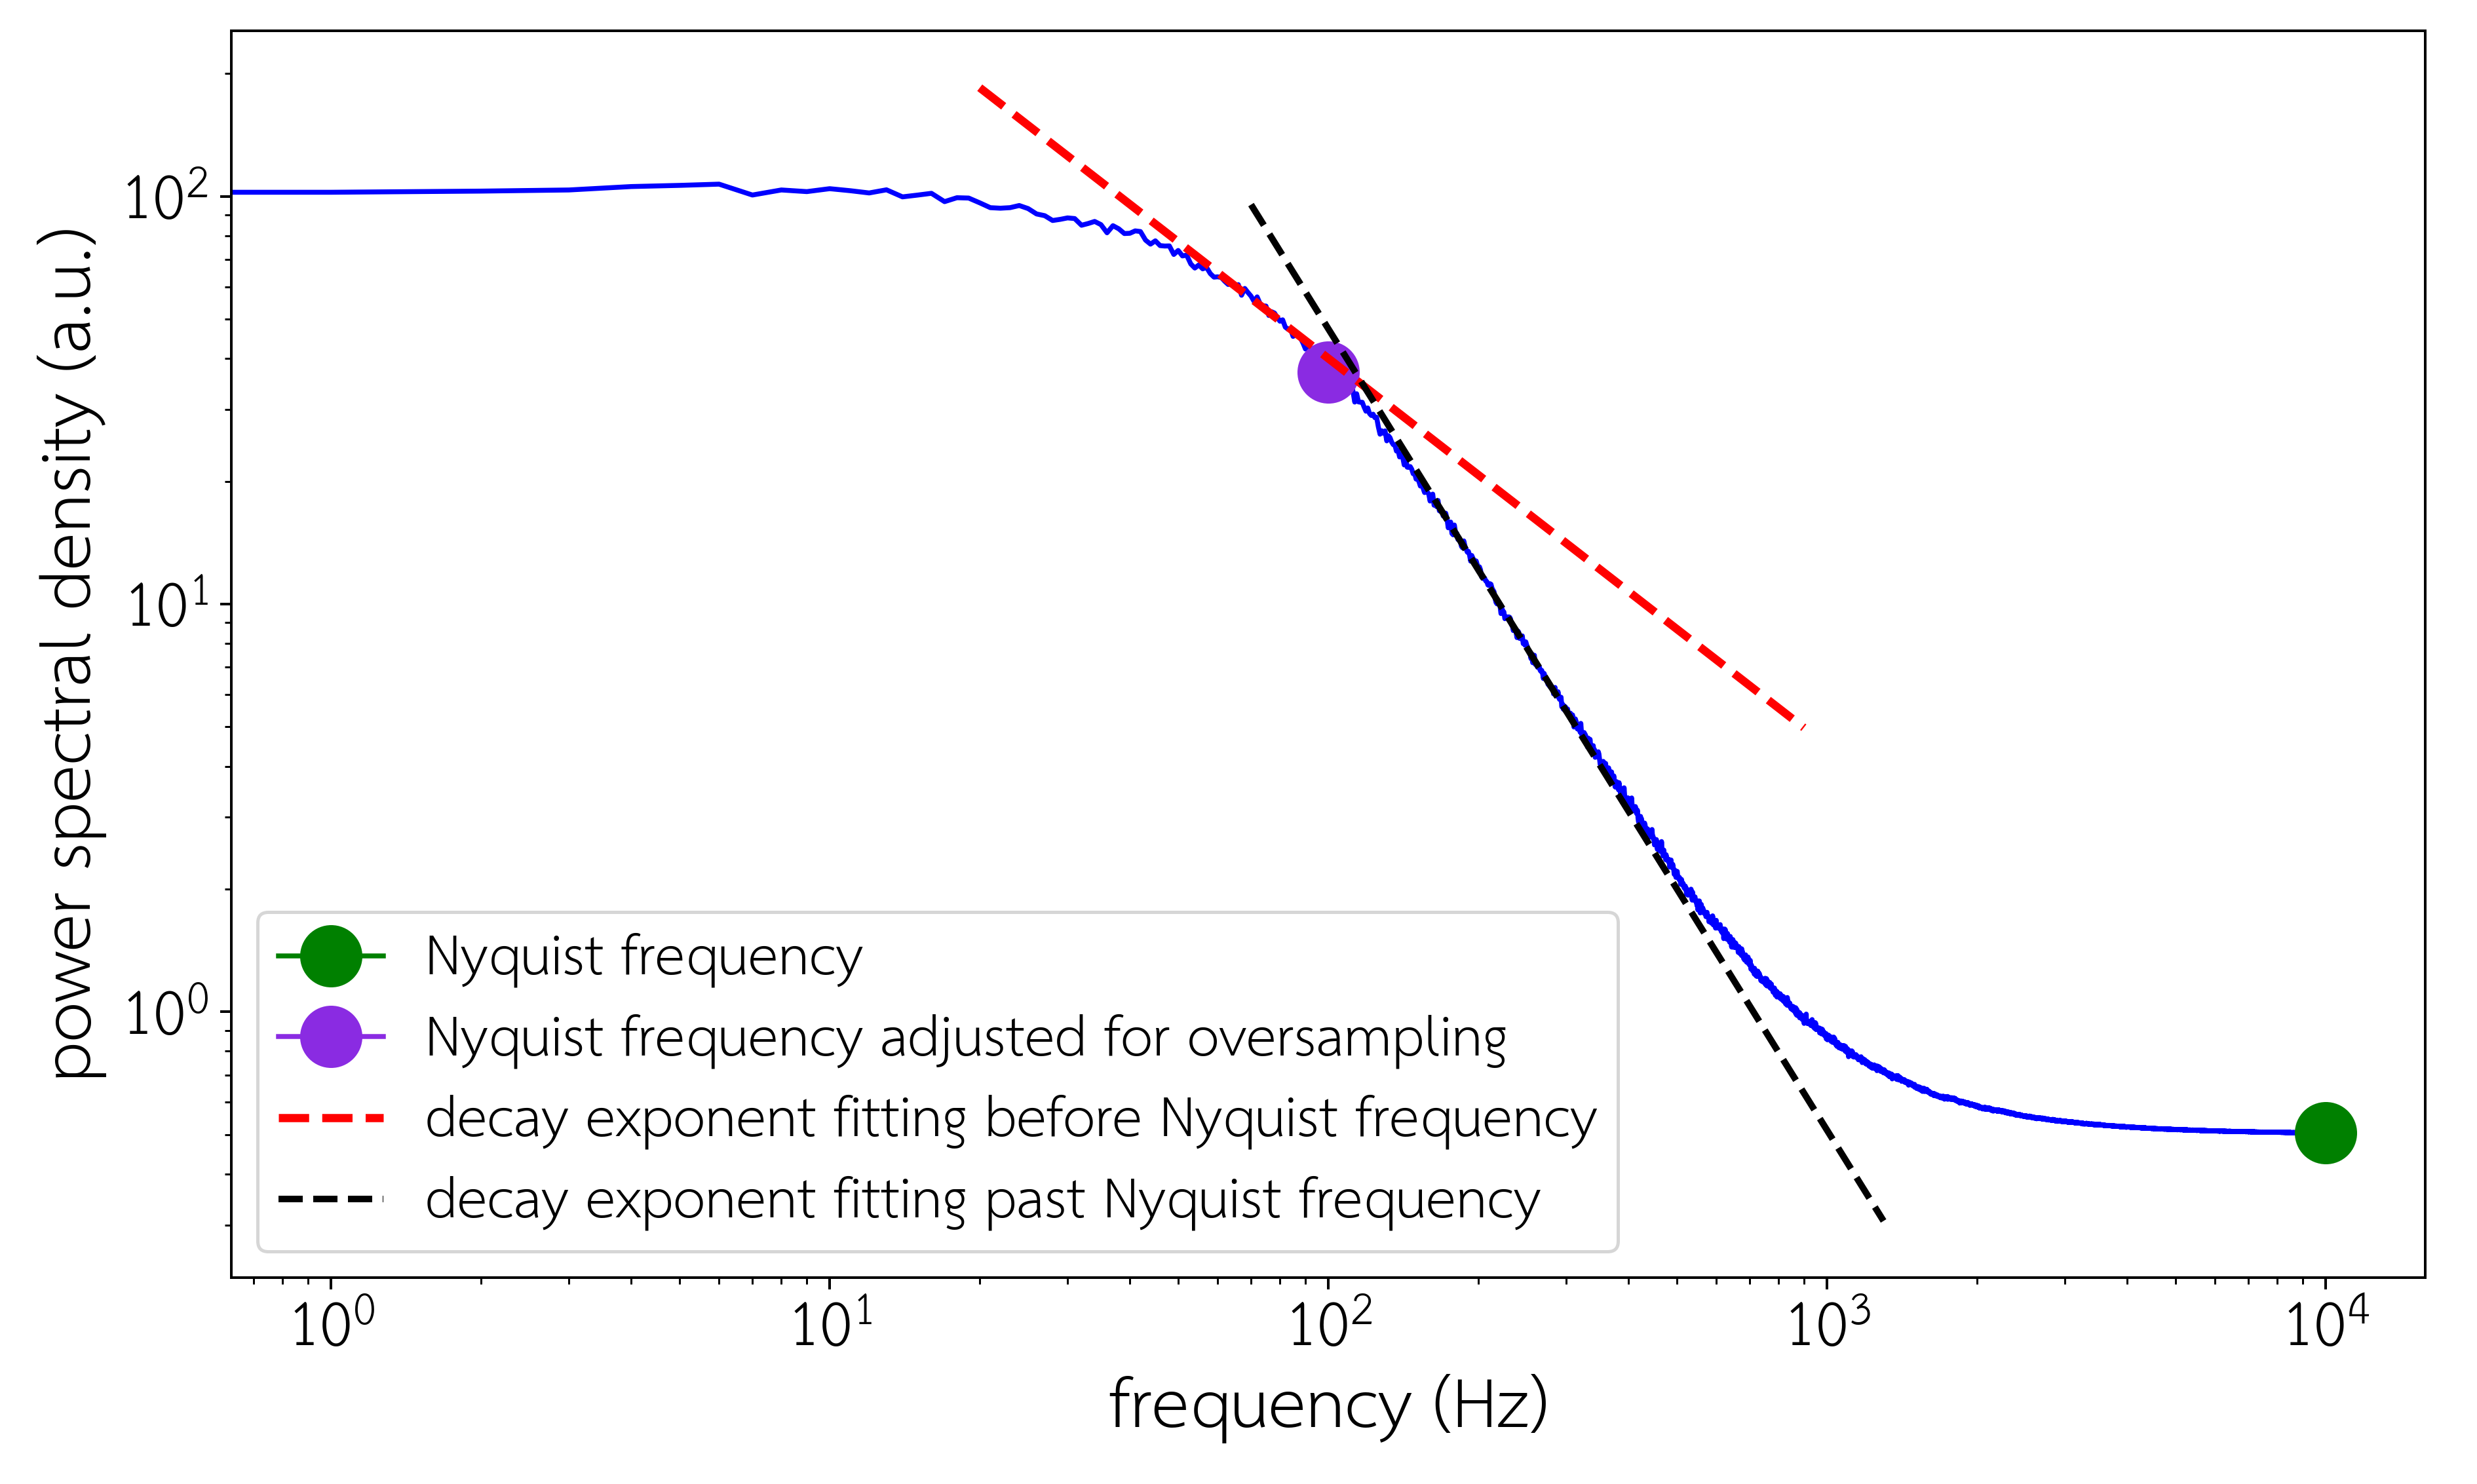 power spectral density (a.u.)
10²
10¹
10⁰
Nyquist frequency
Nyquist frequency adjusted for oversampling
decay exponent fitting before Nyquist frequency
decay exponent fitting past Nyquist frequency
10⁰ 10¹ 10² 10³ 10⁴
frequency (Hz)